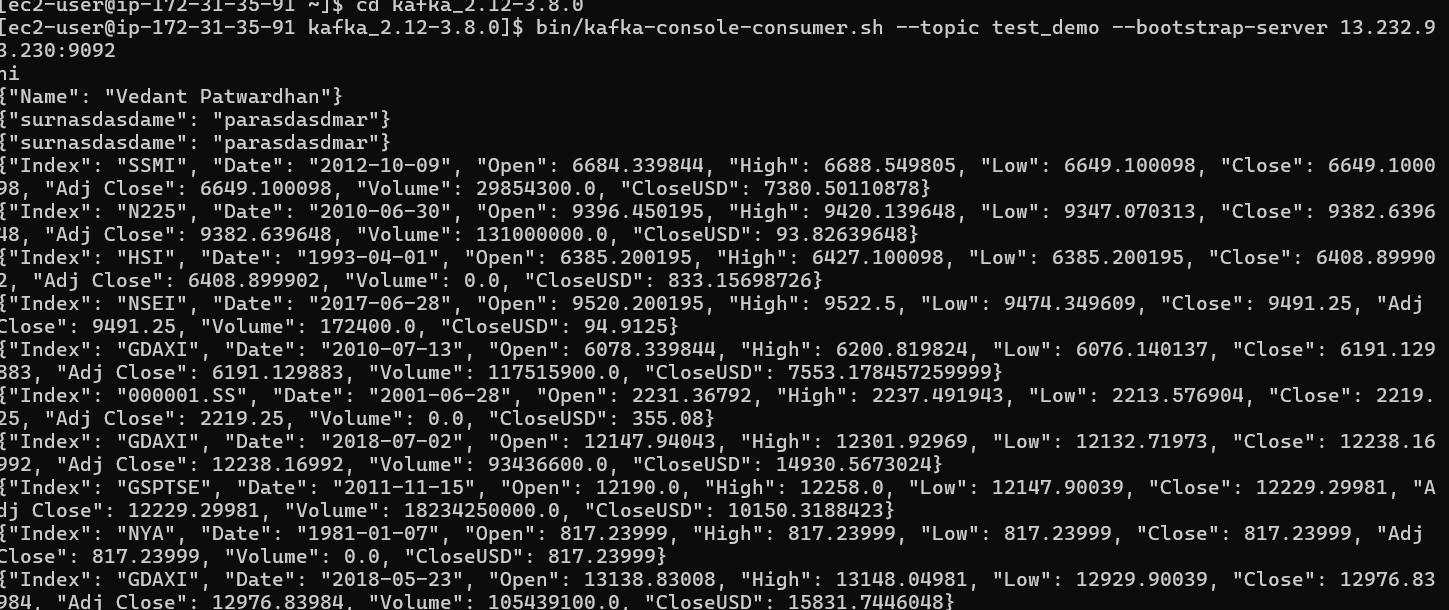 [ec2-user@ip-172-31-35-91 ~]$ cd kafka_2.12-3.8.0
[ec2-user@ip-172-31-35-91 kafka_2.12-3.8.0]$ bin/kafka-console-consumer.sh --topic test_demo --bootstrap-server 13.232.9
3.230:9092
hi
{"Name": "Vedant Patwardhan"}
{"surnasdasdame": "parasdasdmar"}
{"surnasdasdame": "parasdasdmar"}
{"Index": "SSMI", "Date": "2012-10-09", "Open": 6684.339844, "High": 6688.549805, "Low": 6649.100098, "Close": 6649.1000
98, "Adj Close": 6649.100098, "Volume": 29854300.0, "CloseUSD": 7380.50110878}
{"Index": "N225", "Date": "2010-06-30", "Open": 9396.450195, "High": 9420.139648, "Low": 9347.070313, "Close": 9382.6396
48, "Adj Close": 9382.639648, "Volume": 131000000.0, "CloseUSD": 93.82639648}
{"Index": "HSI", "Date": "1993-04-01", "Open": 6385.200195, "High": 6427.100098, "Low": 6385.200195, "Close": 6408.89990
2, "Adj Close": 6408.899902, "Volume": 0.0, "CloseUSD": 833.15698726}
{"Index": "NSEI", "Date": "2017-06-28", "Open": 9520.200195, "High": 9522.5, "Low": 9474.349609, "Close": 9491.25, "Adj
Close": 9491.25, "Volume": 172400.0, "CloseUSD": 94.9125}
{"Index": "GDAXI", "Date": "2010-07-13", "Open": 6078.339844, "High": 6200.819824, "Low": 6076.140137, "Close": 6191.129
883, "Adj Close": 6191.129883, "Volume": 117515900.0, "CloseUSD": 7553.178457259999}
{"Index": "000001.SS", "Date": "2001-06-28", "Open": 2231.36792, "High": 2237.491943, "Low": 2213.576904, "Close": 2219.
25, "Adj Close": 2219.25, "Volume": 0.0, "CloseUSD": 355.08}
{"Index": "GDAXI", "Date": "2018-07-02", "Open": 12147.94043, "High": 12301.92969, "Low": 12132.71973, "Close": 12238.16
992, "Adj Close": 12238.16992, "Volume": 93436600.0, "CloseUSD": 14930.5673024}
{"Index": "GSPTSE", "Date": "2011-11-15", "Open": 12190.0, "High": 12258.0, "Low": 12147.90039, "Close": 12229.29981, "A
dj Close": 12229.29981, "Volume": 18234250000.0, "CloseUSD": 10150.3188423}
{"Index": "NYA", "Date": "1981-01-07", "Open": 817.23999, "High": 817.23999, "Low": 817.23999, "Close": 817.23999, "Adj
Close": 817.23999, "Volume": 0.0, "CloseUSD": 817.23999}
{"Index": "GDAXI", "Date": "2018-05-23", "Open": 13138.83008, "High": 13148.04981, "Low": 12929.90039, "Close": 12976.83
984, "Adj Close": 12976.83984, "Volume": 105439100.0, "CloseUSD": 15831.7446048}